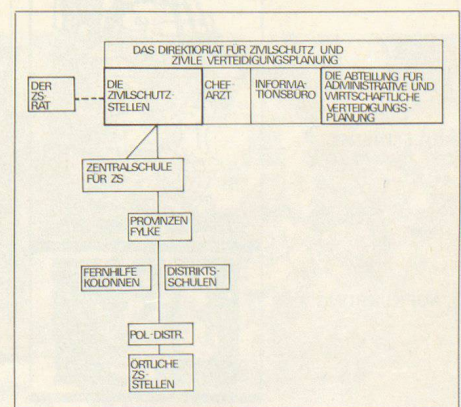 DAS DIREKTIORIAT FÜR ZIVILSCHUTZ UND
ZIVILE VERTEIDIGUNGSPLANUNG
DER
ZS-
RAT
DIE
ZIVILSCHUTZ-
STELLEN
CHEF-
ARZT
INFORMA-
TIONSBÜRO
DIE ABTEILUNG FÜR
ADMINISTRATIVE UND
WIRTSCHAFTLICHE
VERTEIDIGUNGS-
PLANUNG
ZENTRALSCHULE
FÜR ZS
PROVINZEN
FYLKE
FERNHILFE
KOLONNEN
DISTRIKTS-
SCHULEN
POL-DISTR.
ÖRTLICHE
ZS-
STELLEN